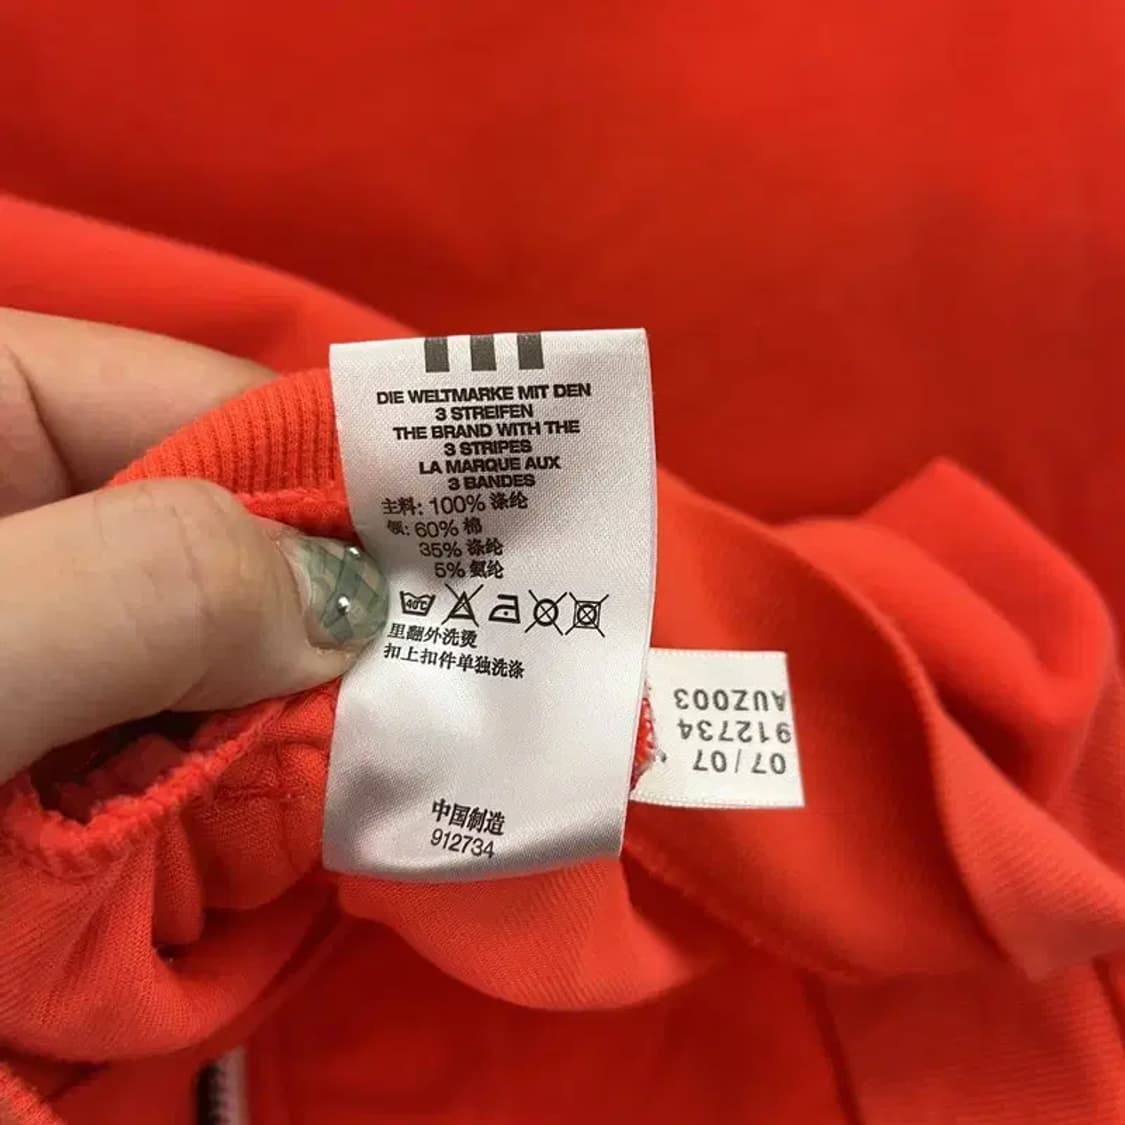 DIE WELTMARKE MIT DEN
3 STREIFEN
THE BRAND WITH THE
3 STRIPES
LA MARQUE AUX
3 BANDES
主料: 100% 涤纶
领: 60% 棉
35% 涤纶
5% 氨纶
40℃
里翻外洗烫
扣上扣件单独洗涤
中国制造
912734
07/07
912734
AUZ003